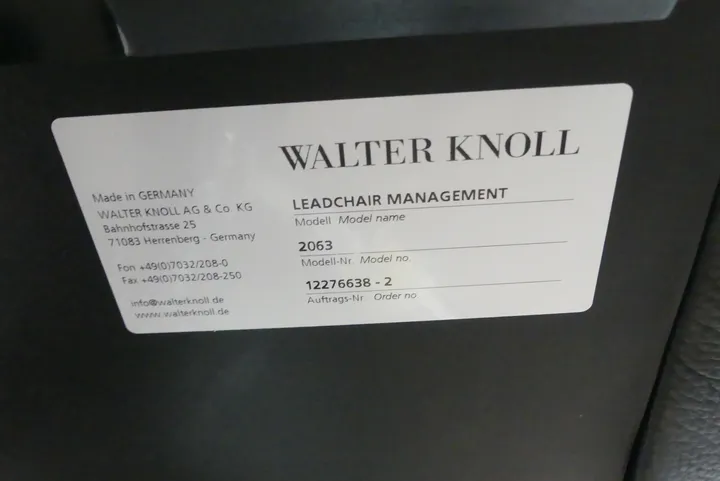 WALTER KNOLL
Made in GERMANY
WALTER KNOLL AG & Co. KG
Bahnhofstrasse 25
71083 Herrenberg - Germany
Fon +49(0)7032/208-0
Fax +49(0)7032/208-250
info@walterknoll.de
www.walterknoll.de
LEADCHAIR MANAGEMENT
Modell Model name
2063
Modell-Nr. Model no.
12276638 - 2
Auftrags-Nr. Order no